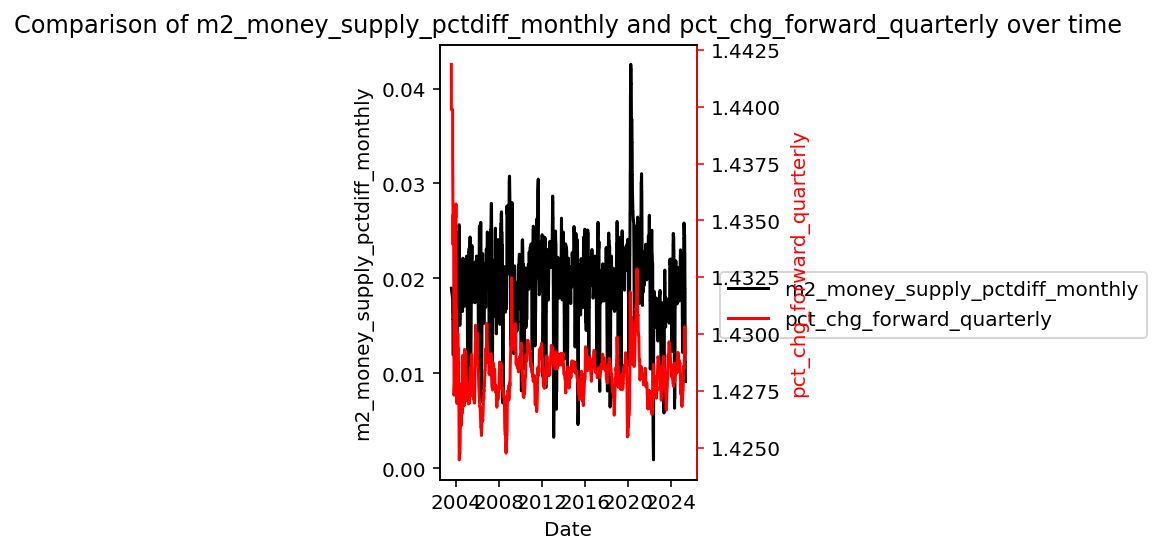 Comparison of m2_money_supply_pctdiff_monthly and pct_chg_forward_quarterly over time
m2_money_supply_pctdiff_monthly
0.04
0.03
0.02
0.01
0.00
1.4425
1.4400
1.4375
1.4350
1.4325
1.4300
1.4275
1.4250
pct_chg_forward_quarterly
m2_money_supply_pctdiff_monthly
pct_chg_forward_quarterly
2004 2008 2012 2016 2020 2024
Date